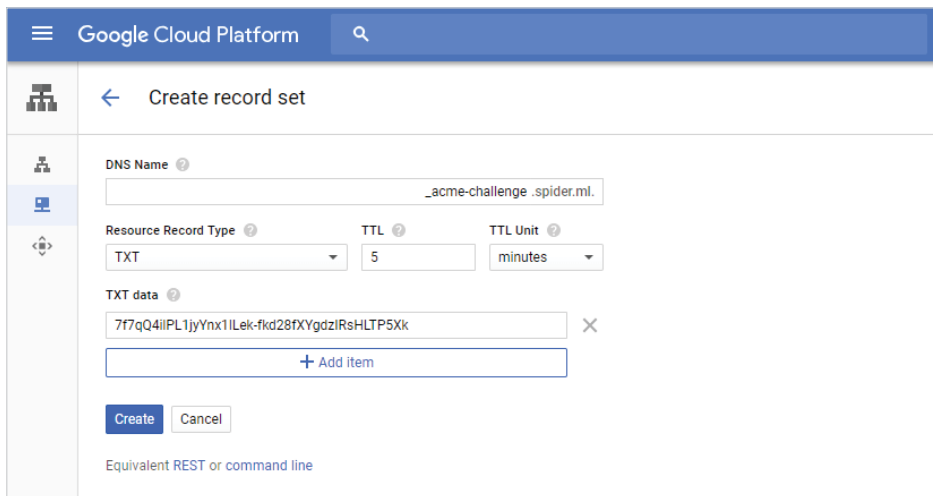 Google Cloud Platform
Create record set
DNS Name
_acme-challenge .spider.ml.
Resource Record Type TTL TTL Unit
TXT 5 minutes
TXT data
7f7qQ4iIPL1jyYnx1ILek-fkd28fXYgdzIRsHLTP5Xk
+ Add item
Create Cancel
Equivalent REST or command line